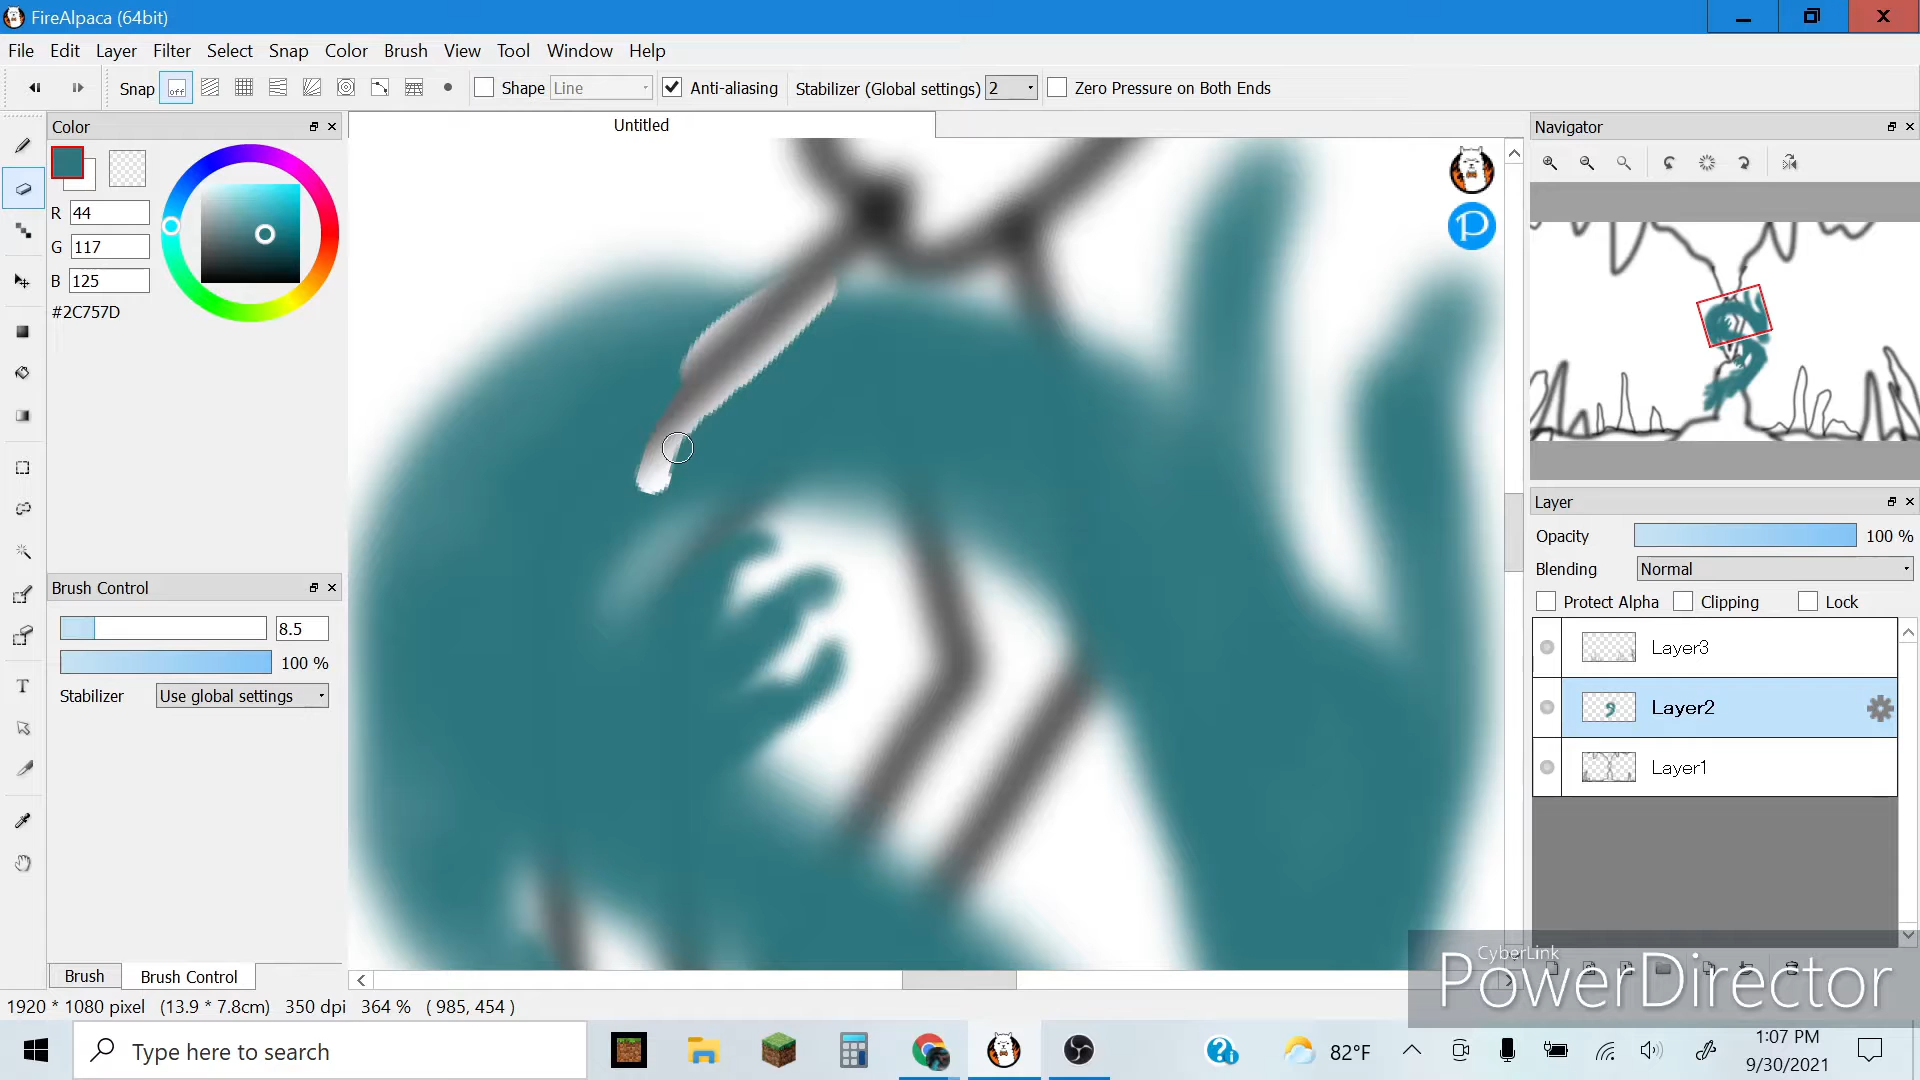 FireAlpaca (64bit)
File Edit Layer Filter Select Snap Color Brush View Tool Window Help
Snap off Shape Line Anti-aliasing Stabilizer (Global settings) 2 Zero Pressure on Both Ends
Color
Untitled
Navigator
R 44
G 117
B 125
#2C757D
P
Layer
Opacity 100 %
Blending Normal
Protect Alpha Clipping Lock
Brush Control
8.5
100 %
Stabilizer Use global settings
T
Layer3
Layer2
Layer1
Brush Brush Control
CyberLink
PowerDirector
1920 * 1080 pixel (13.9 * 7.8cm) 350 dpi 364 % ( 985, 454 )
Type here to search
82°F
1:07 PM
9/30/2021